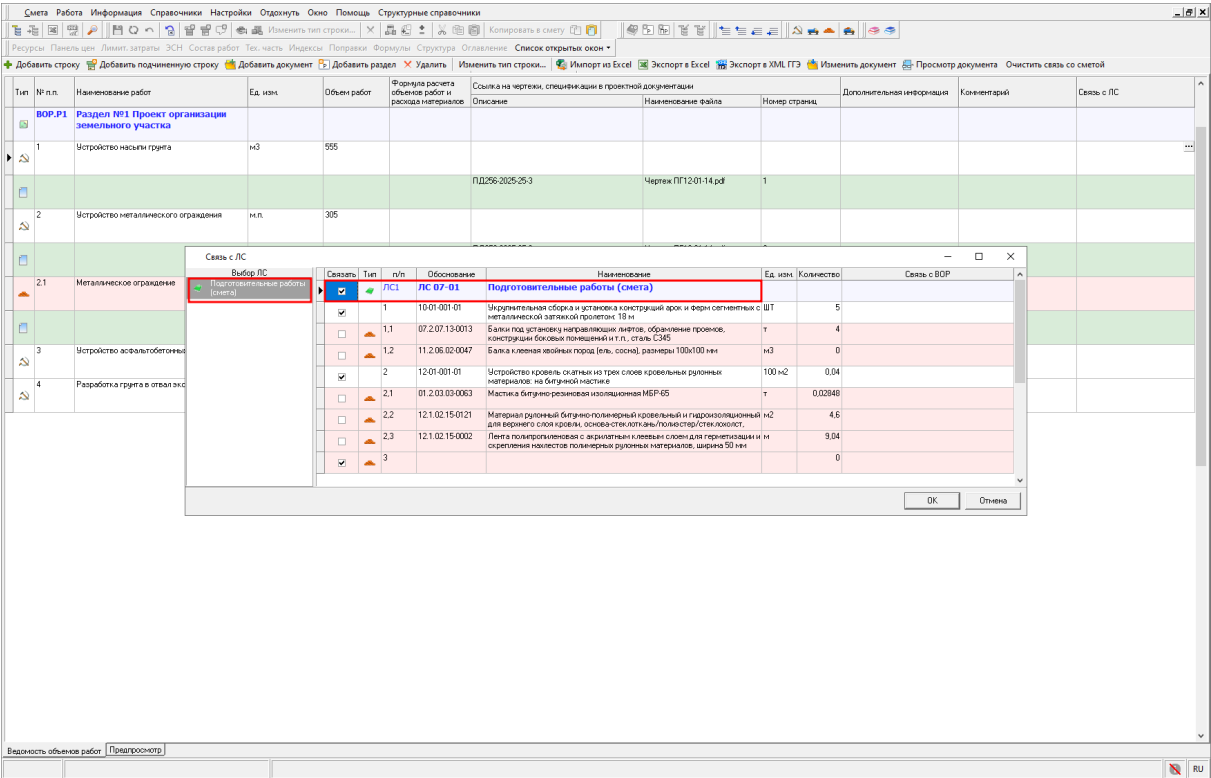 Смета Работа Информация Справочники Настройки Отдохнуть Окно Помощь Структурные справочники
Изменить тип строки... Копировать в смету
Ресурсы Панель цен Лимит. затраты ЭСН Состав работ Тех. часть Индексы Поправки Формулы Структура Оглавление Список открытых окон
Добавить строку Добавить подчиненную строку Добавить документ Добавить раздел Удалить Изменить тип строки... Импорт из Excel Экспорт в Excel Экспорт в XML ГГЭ Изменить документ Просмотр документа Очистить связь со сметой
Тип № п.п. Наименование работ Ед. изм. Объем работ Формула расчета объемов работ и расхода материалов Ссылка на чертежи, спецификации в проектной документации Дополнительная информация Комментарий Связь с ЛС
Описание Наименование файла Номер страниц
ВОР.Р1 Раздел №1 Проект организации
земельного участка
1 Устройство насыпи грунта м3 555 ...
ПД256-2025-25-3 Чертеж ПГ12-01-14.pdf 1
2 Устройство металлического ограждения м.п. 305
2.1 Металлическое ограждение
3 Устройство асфальтобетонны
4 Разработка грунта в отвал экс
Связь с ЛС
Выбор ЛС
Подготовительные работы
(смета)
Связать Тип п/п Обоснование Наименование Ед. изм. Количество Связь с ВОР
ЛС1 ЛС 07-01 Подготовительные работы (смета)
1 10-01-001-01 Укрупнительная сборка и установка конструкций арок и ферм сегментных с ШТ 5
металлической затяжкой пролетом: 18 м
1,1 07.2.07.13-0013 Балки под установку направляющих лифтов, обрамление проемов, т 4
конструкции боковых помещений и т.п., сталь С345
1,2 11.2.06.02-0047 Балка клееная хвойных пород (ель, сосна), размеры 100х100 мм м3 0
2 12-01-001-01 Устройство кровель скатных из трех слоев кровельных рулонных 100 м2 0,04
материалов: на битумной мастике
2,1 01.2.03.03-0063 Мастика битумно-резиновая изоляционная МБР-65 т 0,02848
2,2 12.1.02.15-0121 Материал рулонный битумно-полимерный кровельный и гидроизоляционный м2 4,6
для верхнего слоя кровли, основа-стеклоткань/полиэстер/стеклохолст,
2,3 12.1.02.15-0002 Лента полипропиленовая с акрилатным клеевым слоем для герметизации и м 9,04
скрепления нахлестов полимерных рулонных материалов, ширина 50 мм
3 0
OK Отмена
Ведомость объемов работ Предпросмотр
RU